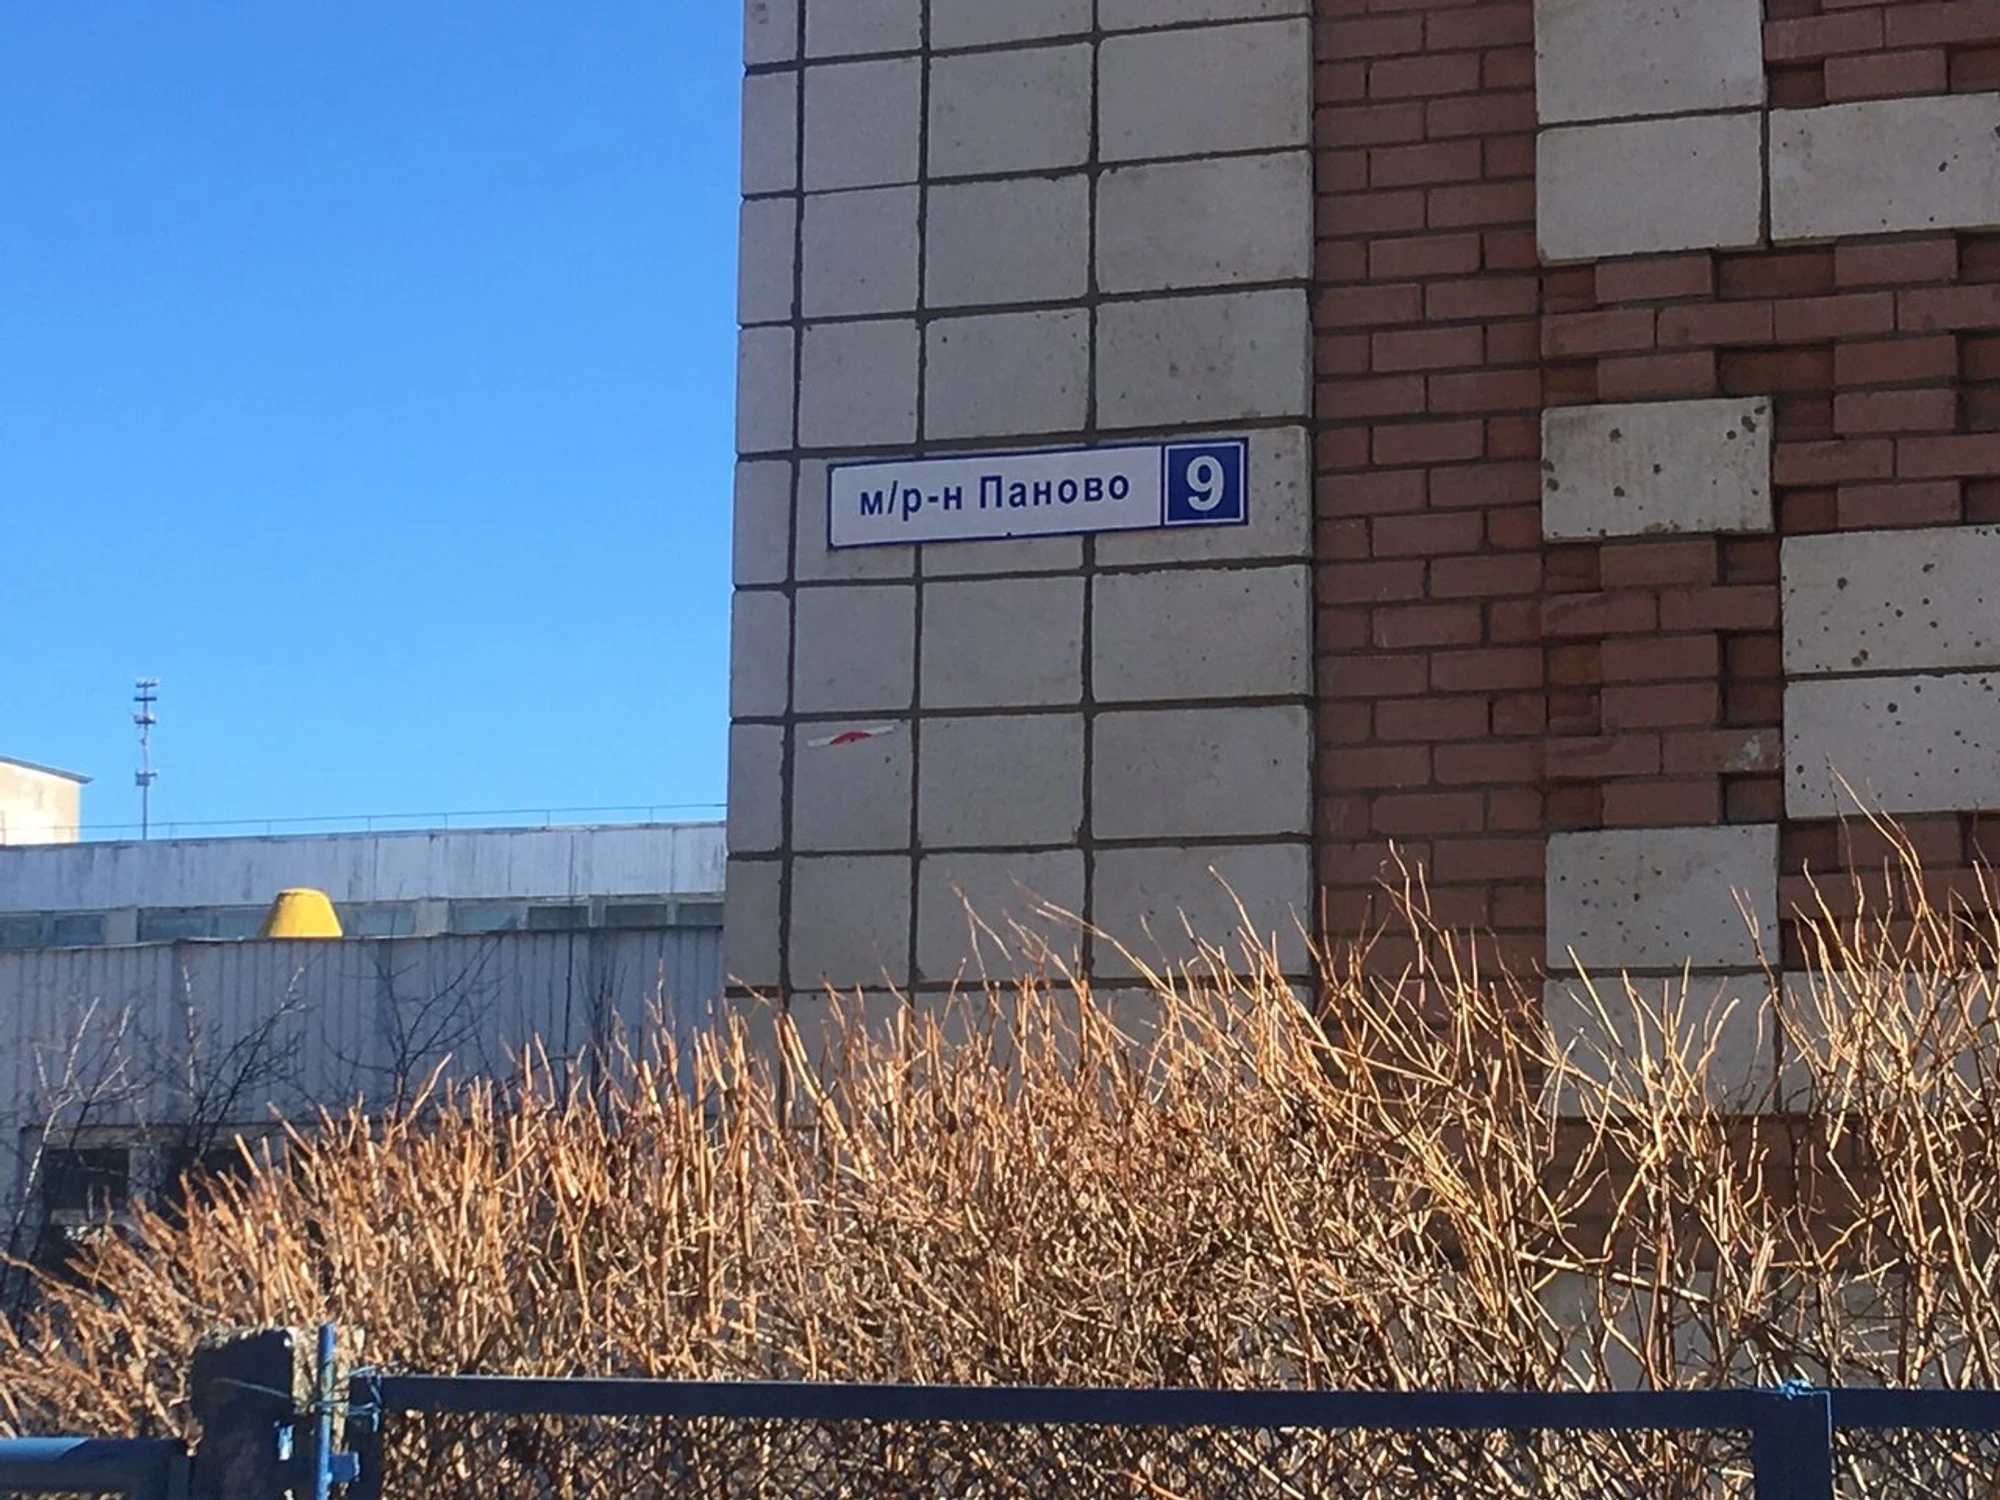 м/р-н Паново 9